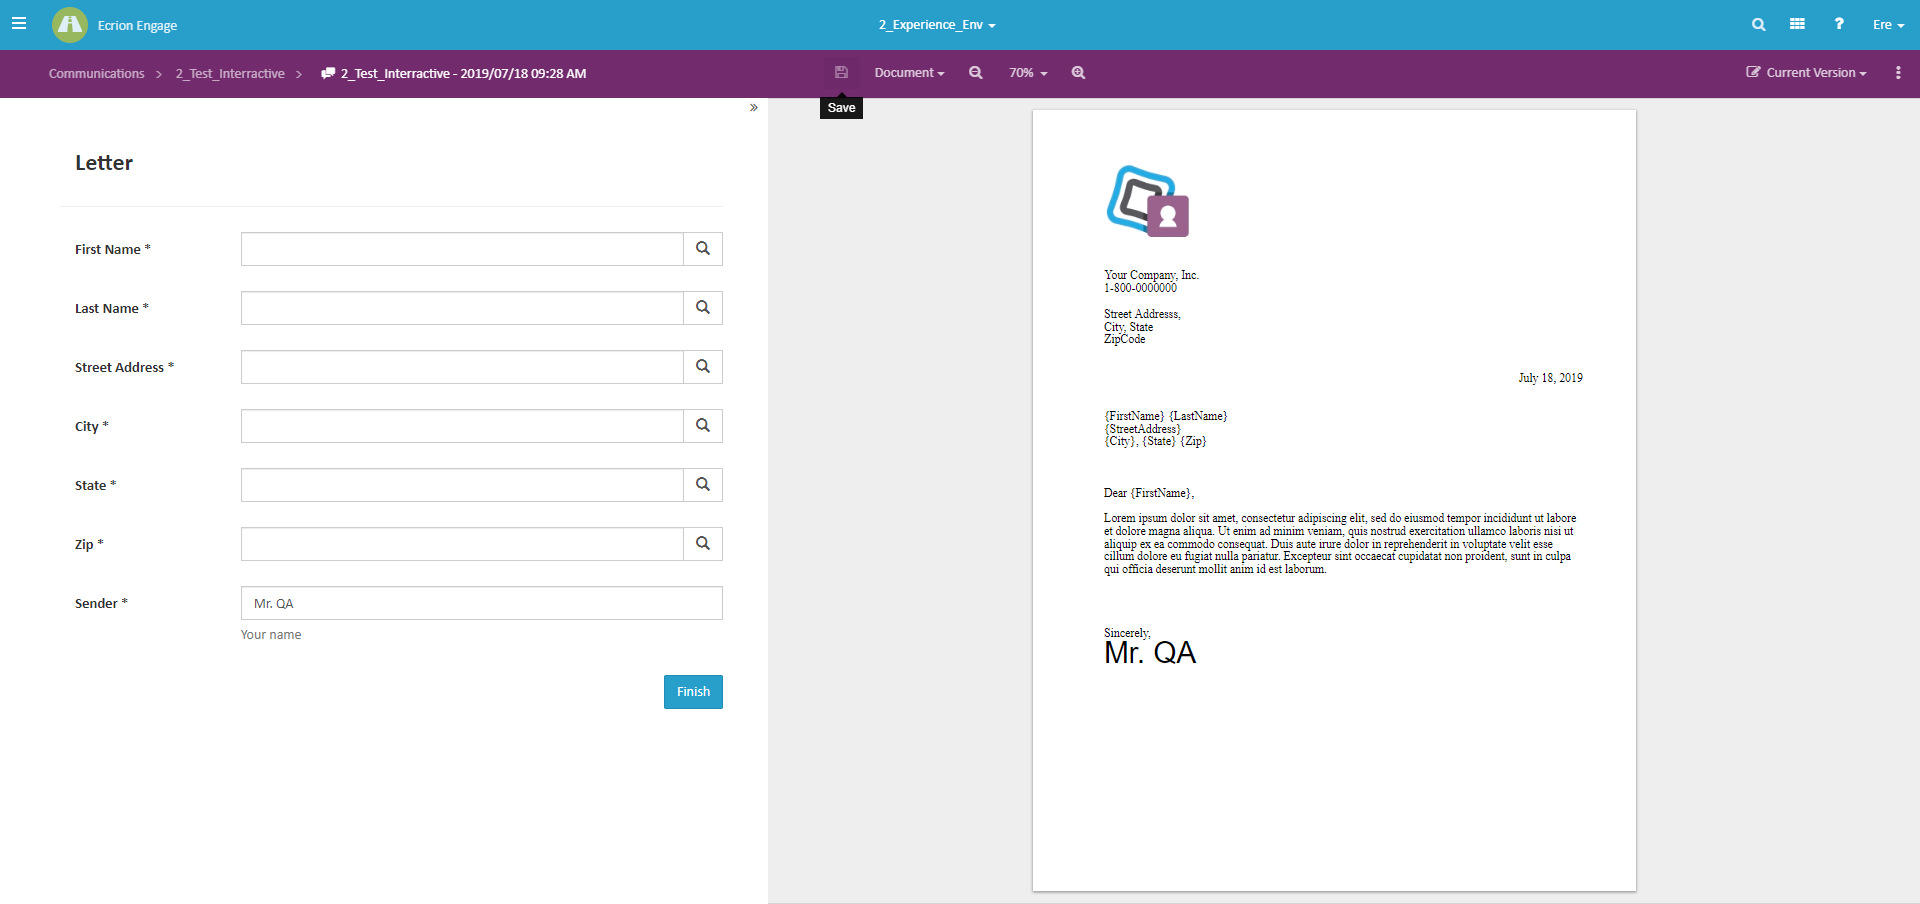 Ecrion Engage
2_Experience_Env
Ere
Communications > 2_Test_Interractive > 2_Test_Interractive - 2019/07/18 09:28 AM
Document
70%
Current Version
Save
»
Letter
First Name *
Last Name *
Street Address *
City *
State *
Zip *
Sender *
Mr. QA
Your name
Finish
Your Company, Inc.
1-800-0000000
Street Addresss,
City, State
ZipCode
July 18, 2019
{FirstName} {LastName}
{StreetAddress}
{City}, {State} {Zip}
Dear {FirstName},
Lorem ipsum dolor sit amet, consectetur adipiscing elit, sed do eiusmod tempor incididunt ut labore
et dolore magna aliqua. Ut enim ad minim veniam, quis nostrud exercitation ullamco laboris nisi ut
aliquip ex ea commodo consequat. Duis aute irure dolor in reprehenderit in voluptate velit esse
cillum dolore eu fugiat nulla pariatur. Excepteur sint occaecat cupidatat non proident, sunt in culpa
qui officia deserunt mollit anim id est laborum.
Sincerely,
Mr. QA